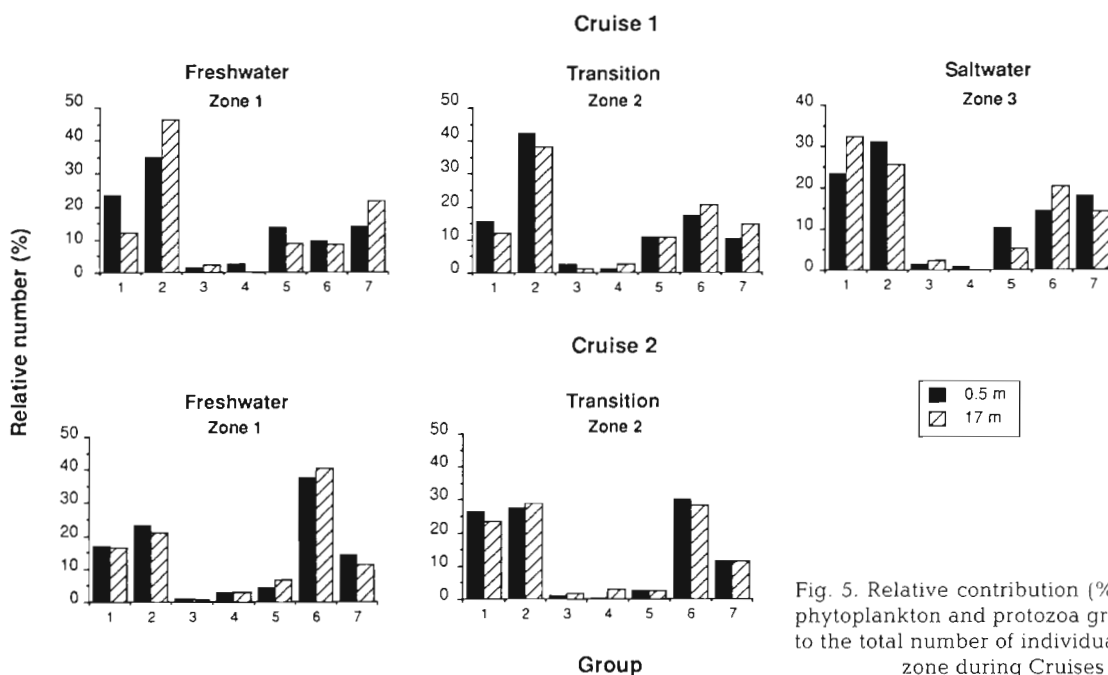 Cruise 1
Freshwater
Zone 1
Transition
Zone 2
Saltwater
Zone 3
Relative number (%)
50
40
30
20
10
0
1 2 3 4 5 6 7
50
40
30
20
10
0
1 2 3 4 5 6 7
40
30
20
10
0
1 2 3 4 5 6 7
Cruise 2
Freshwater
Zone 1
Transition
Zone 2
0.5 m
17 m
50
40
30
20
10
0
1 2 3 4 5 6 7
50
40
30
20
10
0
1 2 3 4 5 6 7
Group
Fig. 5. Relative contribution (%
phytoplankton and protozoa gr
to the total number of individua
zone during Cruises